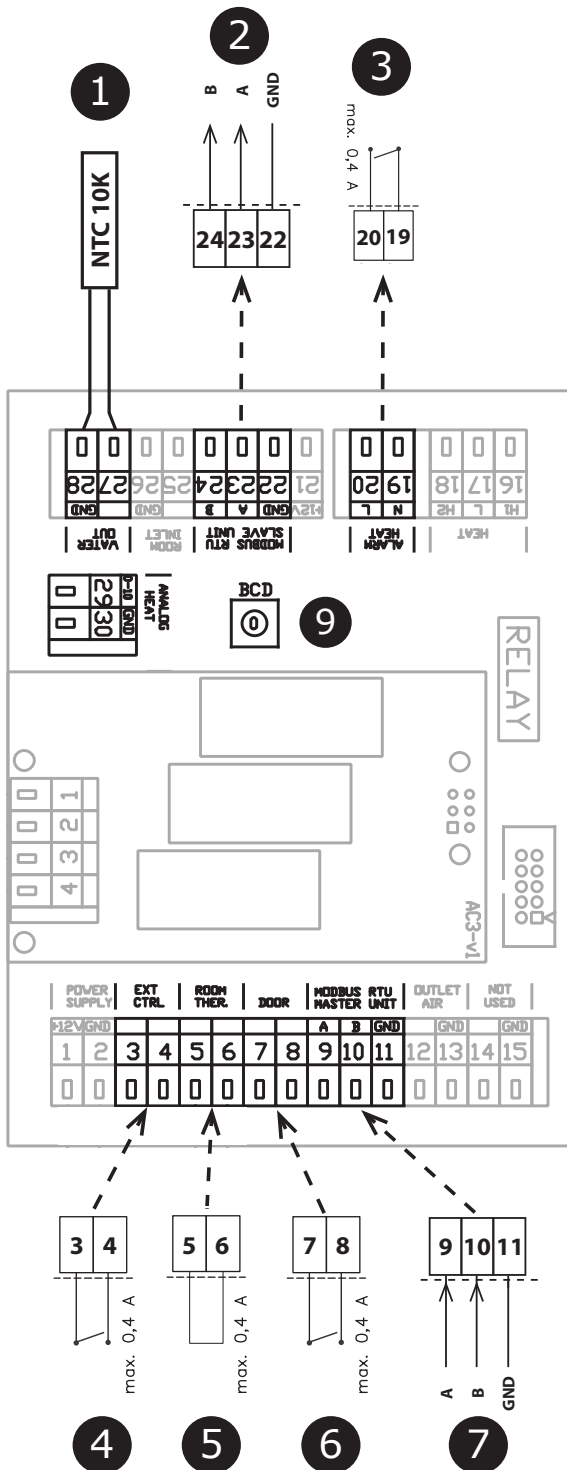 2
3
1
B
A
GND
max. 0,4 A
NTC 10K
24 23 22
20 19
28 27 26 25 24 23 22 21
20 19 18 17 16
GND GND B A GND +12V
L N H2 L H1
WATER OUT
ROOM INLET
MODBUS RTU SLAVE UNIT
ALARM HEAT
HEAT
29 30
0-10 GND
ANALOG HEAT
BCD
0
9
RELAY
1
2
3
4
AC3-v1
POWER SUPPLY
EXT CTRL
ROOM THER.
DOOR
MODBUS RTU MASTER UNIT
OUTLET AIR
NOT USED
+12V GND A B GND GND GND
1 2 3 4 5 6 7 8 9 10 11 12 13 14 15
3 4
5 6
7 8
9 10 11
max. 0,4 A
max. 0,4 A
max. 0,4 A
A
B
GND
4
5
6
7